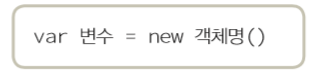 var 변수 = new 객체명()